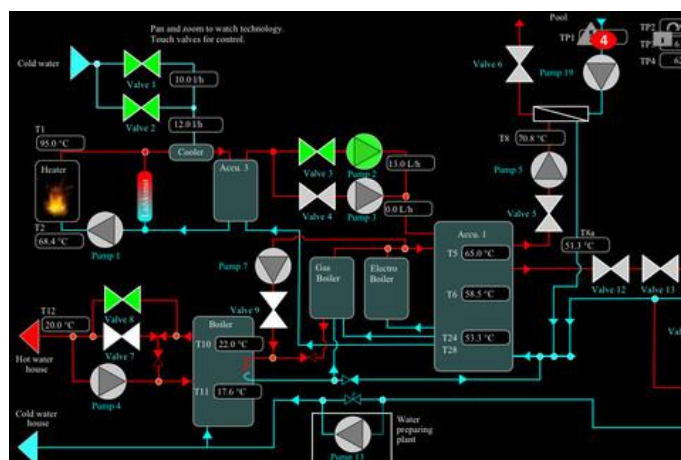 Pan and zoom to watch technology.
Touch valves for control.
Pool
TP1
4
TP2
TP3
6
TP4
62
Cold water
Valve 1
10.0 l/h
Valve 2
12.0 l/h
Valve 6
Pump 19
T1
95.0 °C
Cooler
T8
70.8 °C
Heater
Accu. 3
Valve 3
Pump 2
13.0 L/h
Valve 4
Pump 3
0.0 L/h
Pump 5
Valve 5
T2
68.4 °C
Pump 1
Accu. 1
T8a
51.3 °C
T5
65.0 °C
Pump 7
Gas
Boiler
Electro
Boiler
T6
58.5 °C
Valve 12
Valve 13
T12
20.0 °C
Valve 8
Valve 9
Valve 7
Boiler
T10
22.0 °C
T24
53.3 °C
T28
Hot water
house
Pump 4
T11
17.6 °C
Cold water
house
Pump 13
Water
preparing
plant